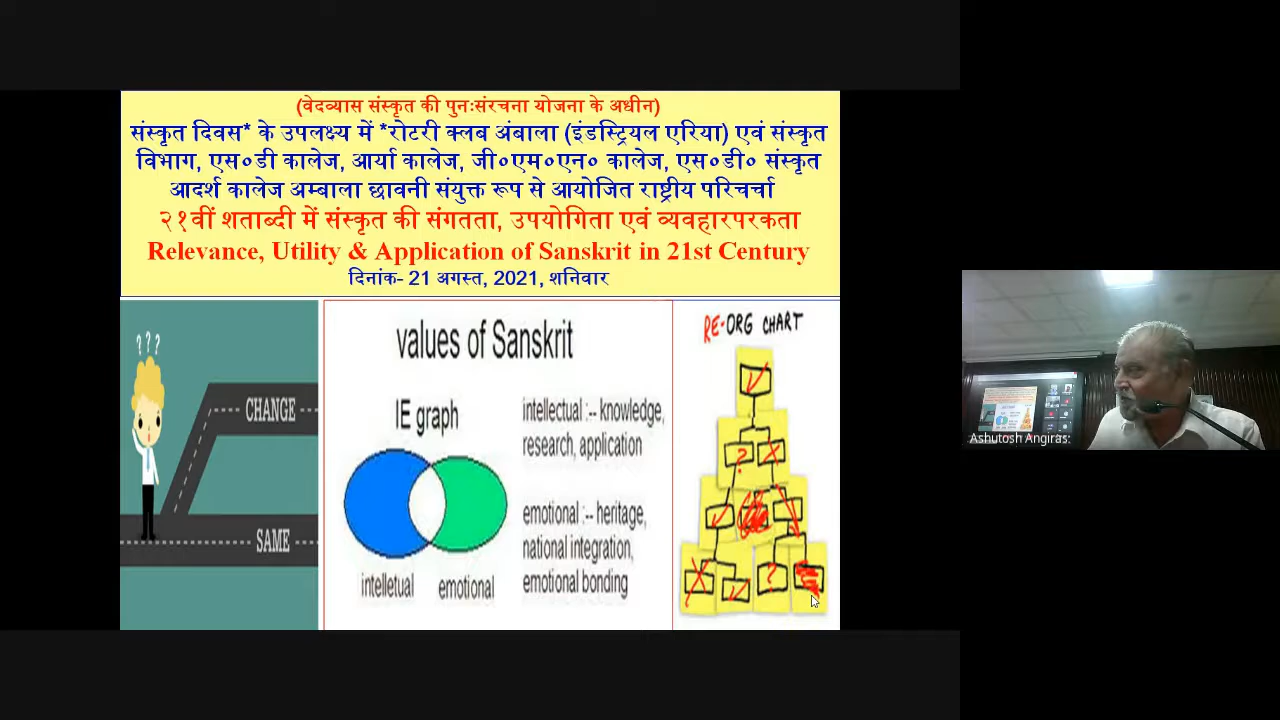 (वेदव्यास संस्कृत की पुनःसंरचना योजना के अधीन)
संस्कृत दिवस* के उपलक्ष्य में *रोटरी क्लब अंबाला (इंडस्ट्रियल एरिया) एवं संस्कृत
विभाग, एस०डी कालेज, आर्या कालेज, जी०एम०एन० कालेज, एस०डी० संस्कृत
आदर्श कालेज अम्बाला छावनी संयुक्त रूप से आयोजित राष्ट्रीय परिचर्चा
२१वीं शताब्दी में संस्कृत की संगतता, उपयोगिता एवं व्यवहारपरकता
Relevance, Utility & Application of Sanskrit in 21st Century
दिनांक- 21 अगस्त, 2021, शनिवार
? ? ?
CHANGE
SAME
values of Sanskrit
IE graph
intellectual :-- knowledge,
research, application
emotional :-- heritage,
national integration,
emotional bonding
intelletual
emotional
RE-ORG CHART
?
?
Ashutosh Angiras: